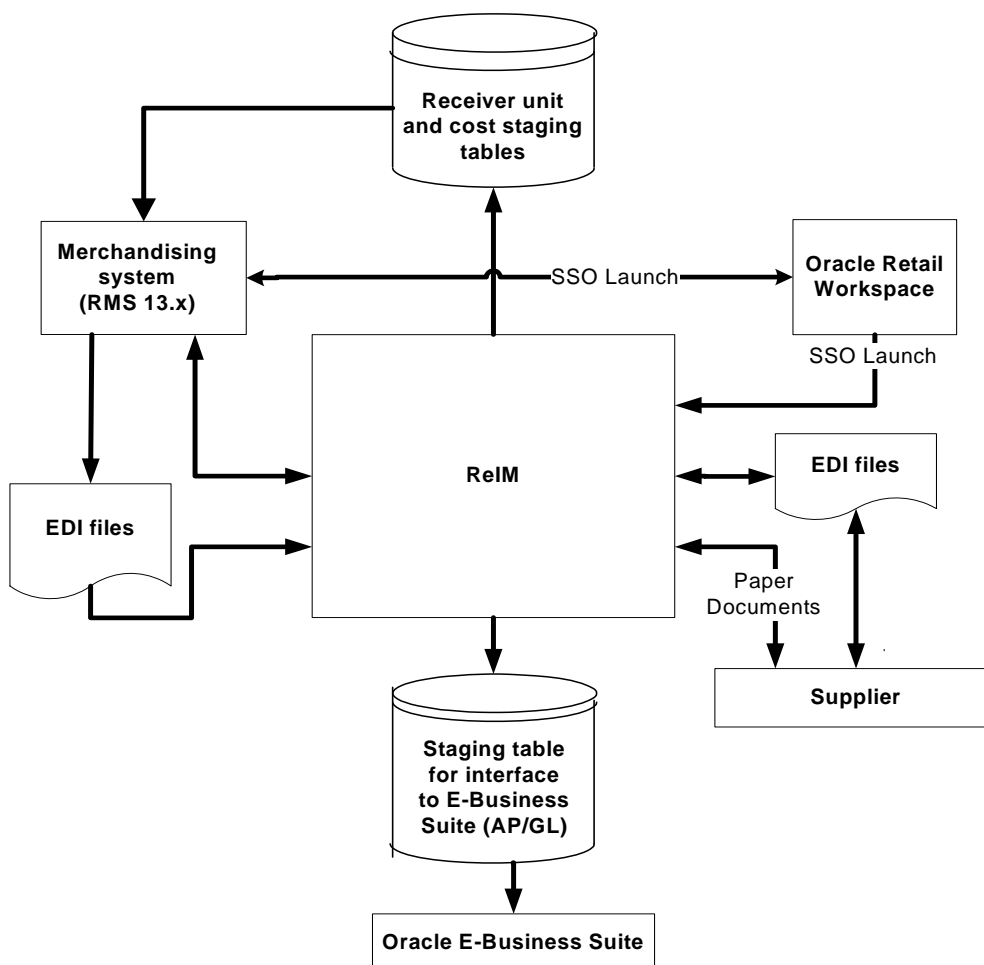 Receiver unit
and cost staging
tables
Merchandising
system
(RMS 13.x)
SSO Launch
Oracle Retail
Workspace
SSO Launch
ReIM
EDI files
EDI files
Paper
Documents
Supplier
Staging table
for interface
to E-Business
Suite (AP/GL)
Oracle E-Business Suite